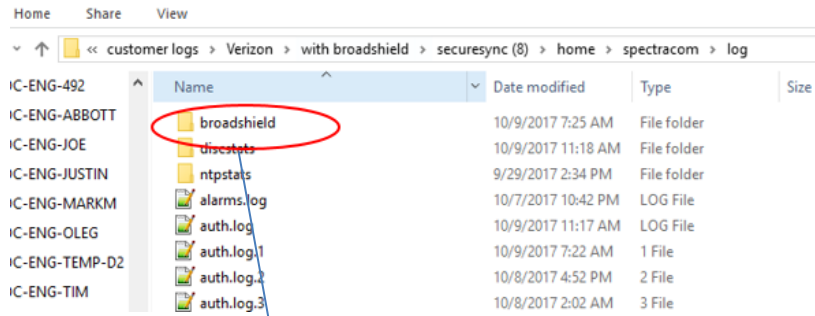 Home Share View
« customer logs > Verizon > with broadshield > securesync (8) > home > spectracom > log
Name Date modified Type Size
)C-ENG-492
)C-ENG-ABBOTT
)C-ENG-JOE
)C-ENG-JUSTIN
)C-ENG-MARKM
)C-ENG-OLEG
)C-ENG-TEMP-D2
)C-ENG-TIM
broadshield 10/9/2017 7:25 AM File folder
discstats 10/9/2017 11:18 AM File folder
ntpstats 9/29/2017 2:34 PM File folder
alarms.log 10/7/2017 10:42 PM LOG File
auth.log 10/9/2017 11:17 AM LOG File
auth.log.1 10/9/2017 7:22 AM 1 File
auth.log.2 10/8/2017 4:52 PM 2 File
auth.log.3 10/8/2017 2:02 AM 3 File